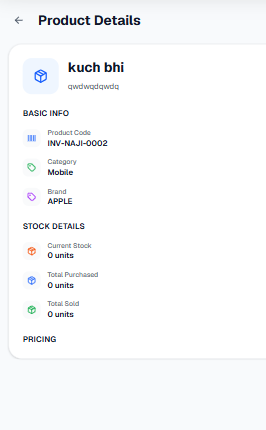 Product Details
kuch bhi
qwdwqdqwdq
BASIC INFO
Product Code
INV-NAJI-0002
Category
Mobile
Brand
APPLE
STOCK DETAILS
Current Stock
0 units
Total Purchased
0 units
Total Sold
0 units
PRICING